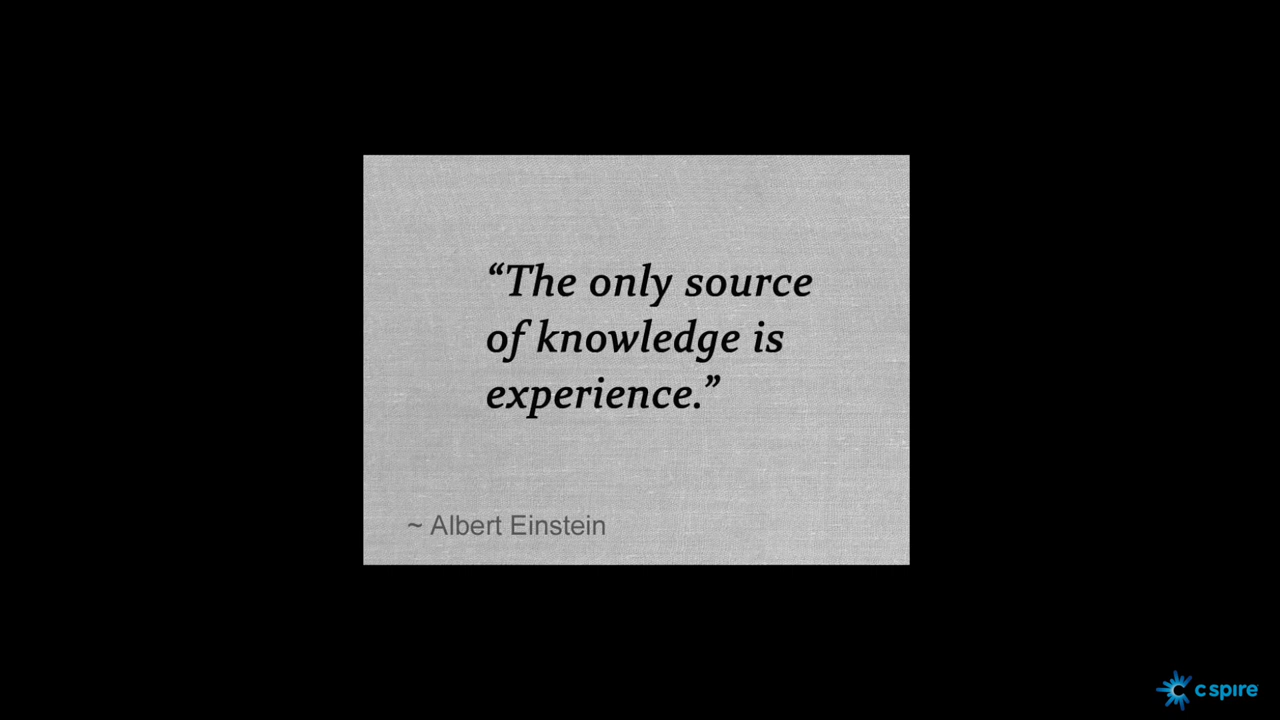 “The only source
of knowledge is
experience.”
~ Albert Einstein
c spire